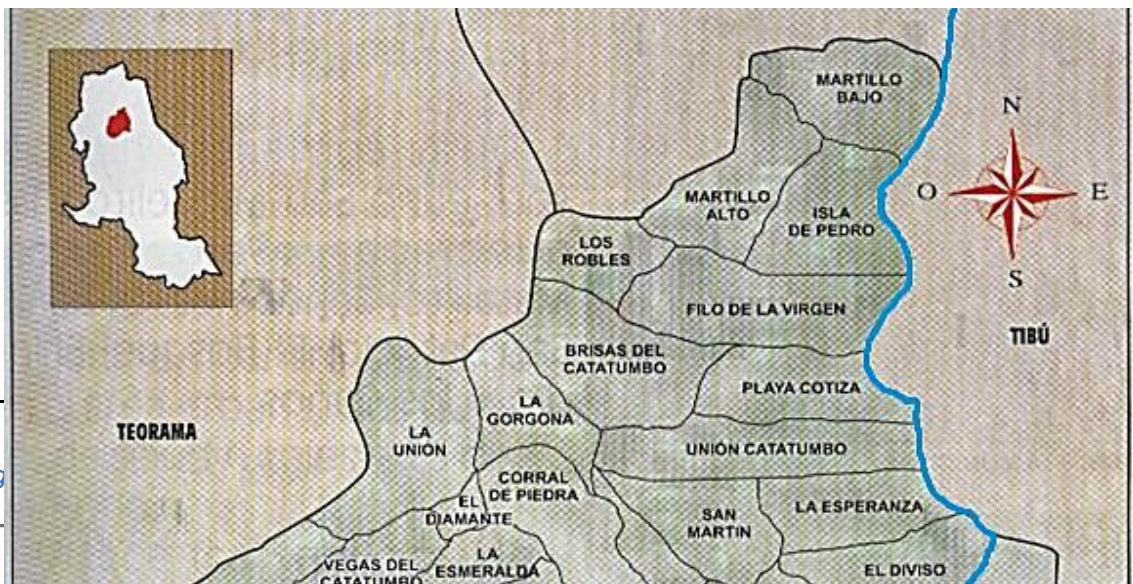 MARTILLO
BAJO
N
O
E
S
MARTILLO
ALTO
ISLA
DE PEDRO
LOS
ROBLES
FILO DE LA VIRGEN
TIBÚ
BRISAS DEL
CATATUMBO
PLAYA COTIZA
LA
GORGONA
TEORAMA
LA
UNIÓN
UNIÓN CATATUMBO
CORRAL
DE PIEDRA
EL
DIAMANTE
SAN
MARTIN
LA ESPERANZA
VEGAS DEL
CATATUMBO
LA
ESMERALDA
EL DIVISO